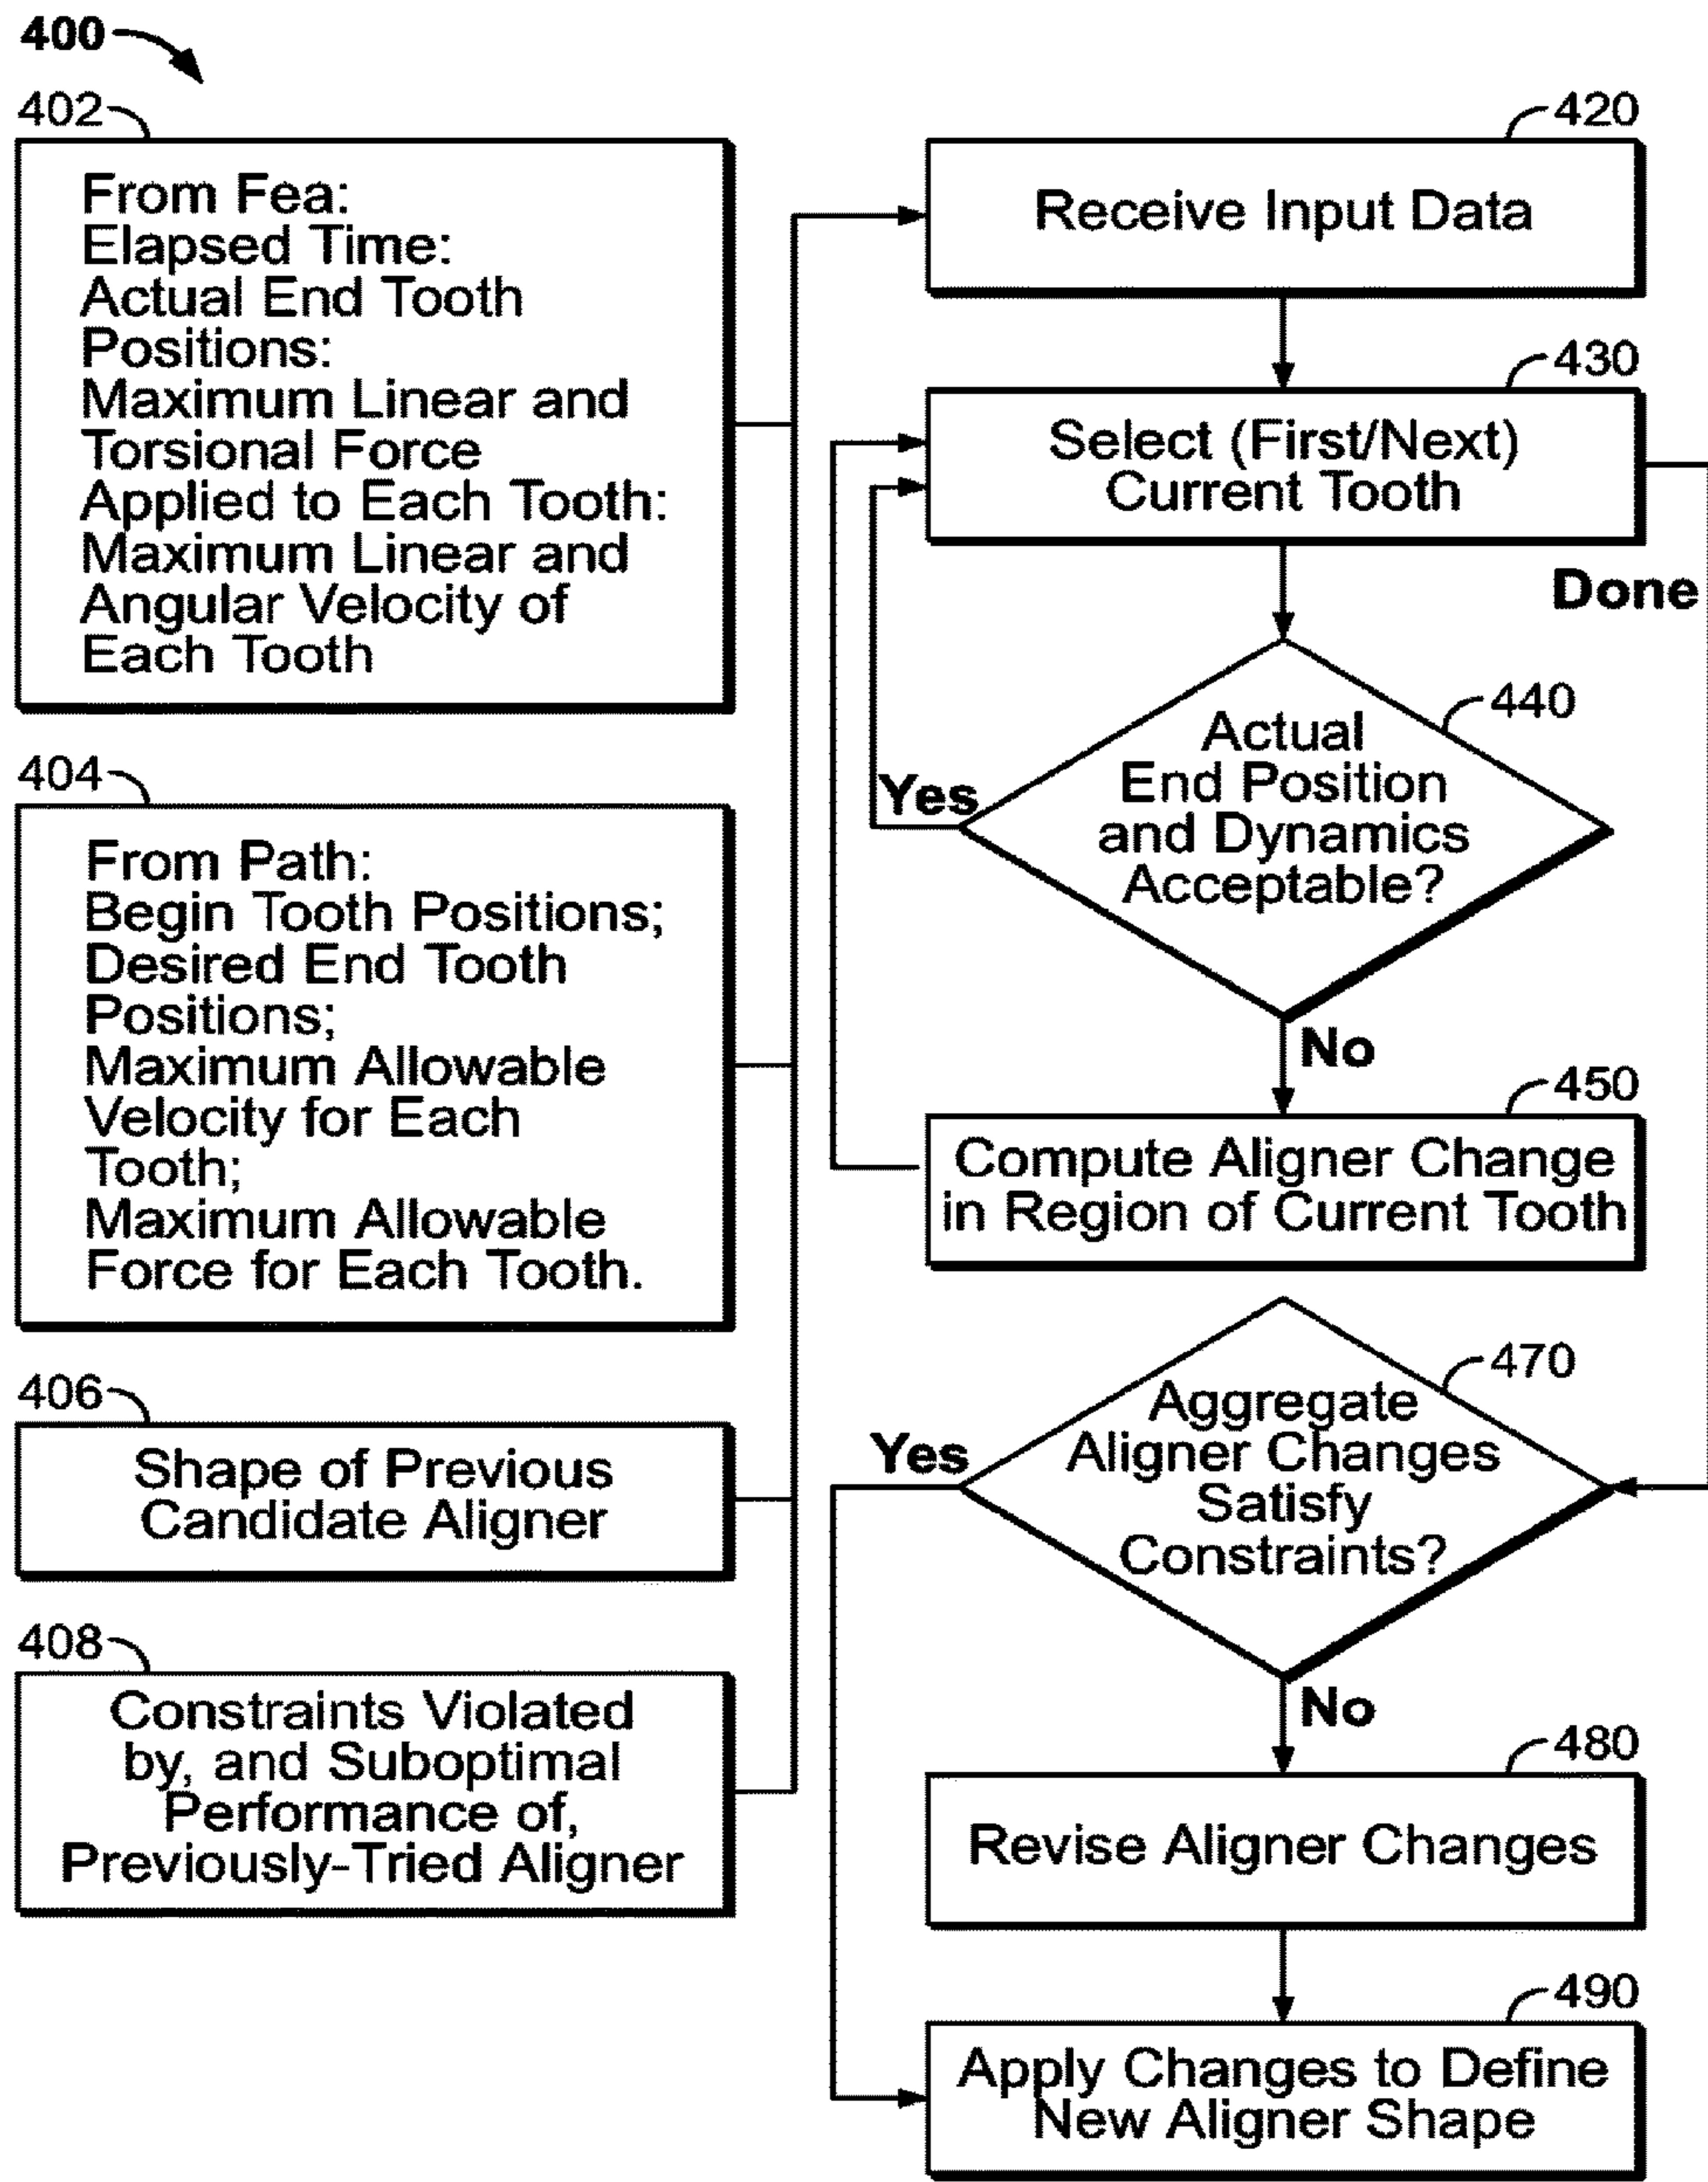 400
402
From Fea:
Elapsed Time:
Actual End Tooth
Positions:
Maximum Linear and
Torsional Force
Applied to Each Tooth:
Maximum Linear and
Angular Velocity of
Each Tooth
404
From Path:
Begin Tooth Positions;
Desired End Tooth
Positions;
Maximum Allowable
Velocity for Each
Tooth;
Maximum Allowable
Force for Each Tooth.
406
Shape of Previous
Candidate Aligner
408
Constraints Violated
by, and Suboptimal
Performance of,
Previously-Tried Aligner
420
Receive Input Data
430
Select (First/Next)
Current Tooth
Done
440
Actual
End Position
and Dynamics
Acceptable?
Yes
No
450
Compute Aligner Change
in Region of Current Tooth
470
Aggregate
Aligner Changes
Satisfy
Constraints?
Yes
No
480
Revise Aligner Changes
490
Apply Changes to Define
New Aligner Shape